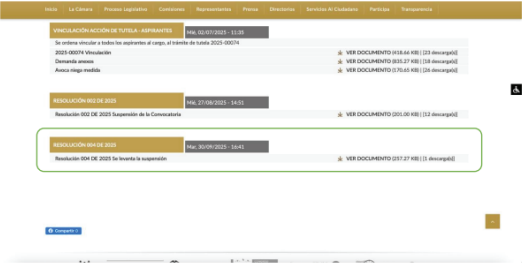 Inicio La Cámara Proceso Legislativo Comisiones Representantes Prensa Directorios Servicios Al Ciudadano Participa Transparencia
VINCULACIÓN ACCIÓN DE TUTELA - ASPIRANTES Mié, 02/07/2025 - 11:35
Se ordena vincular a todos los aspirantes al cargo, al trámite de tutela 2025-00074
2025-00074 Vinculación VER DOCUMENTO (418.66 KB) | [23 descarga(s)]
Demanda anexos VER DOCUMENTO (835.27 KB) | [18 descarga(s)]
Avoca niega medida VER DOCUMENTO (170.65 KB) | [26 descarga(s)]
RESOLUCIÓN 002 DE 2025 Mié, 27/08/2025 - 14:51
Resolución 002 DE 2025 Suspensión de la Convocatoria VER DOCUMENTO (201.00 KB) | [12 descarga(s)]
RESOLUCIÓN 004 DE 2025 Mar, 30/09/2025 - 16:41
Resolución 004 DE 2025 Se levanta la suspensión VER DOCUMENTO (257.27 KB) | [1 descarga(s)]
Compartir 0